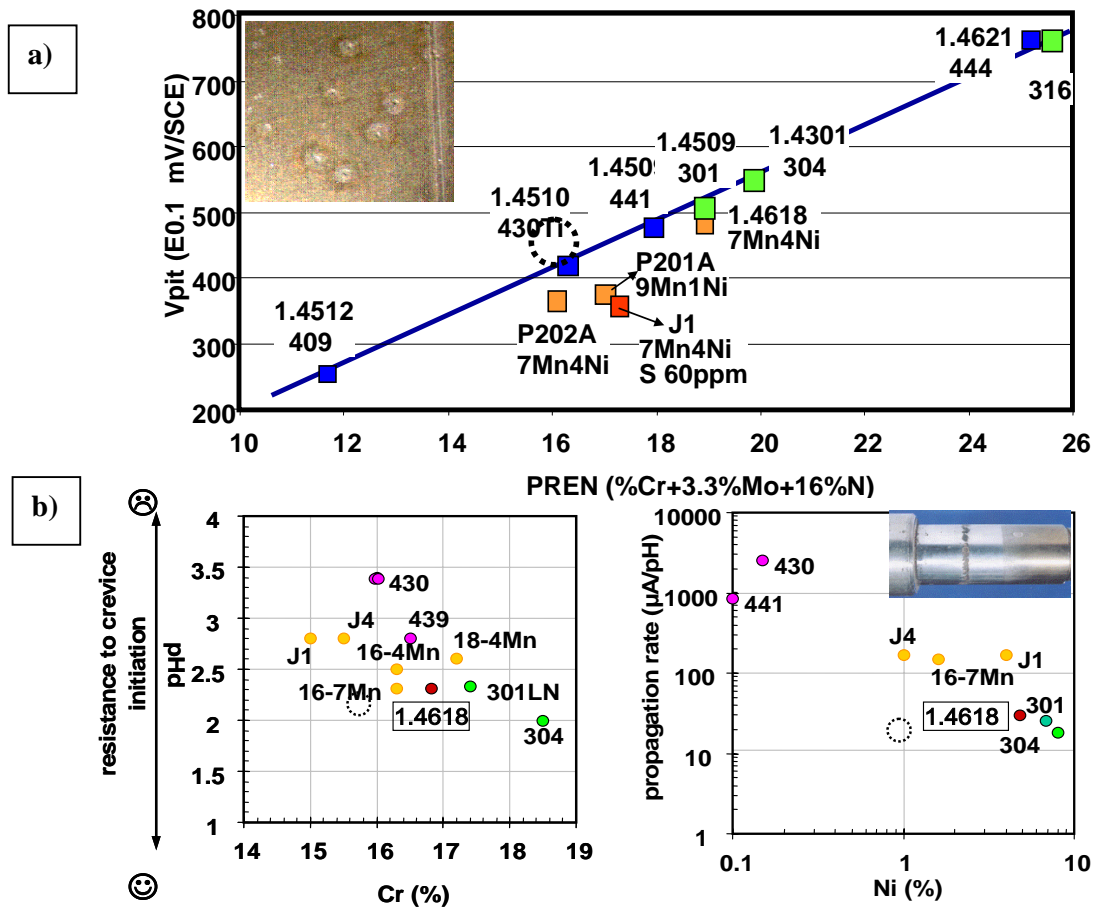 a)
Vpit (E0.1 mV/SCE)
800
700
600
500
400
300
200
1.4621
444
316
1.4509
301
1.4301
304
1.450
441
1.4510
430Ti
1.4618
7Mn4Ni
P201A
9Mn1Ni
1.4512
409
P202A
7Mn4Ni
J1
7Mn4Ni
S 60ppm
10 12 14 16 18 20 22 24 26
PREN (%Cr+3.3%Mo+16%N)
b)
resistance to crevice
initiation
pHd
4
3.5
3
2.5
2
1.5
1
430
J4
439
J1
16-4Mn
18-4Mn
16-7Mn
301LN
1.4618
304
14 15 16 17 18 19
Cr (%)
propagation rate (µA/pH)
10000
1000
100
10
1
430
441
J4
J1
16-7Mn
1.4618
301
304
0.1 1 10
Ni (%)